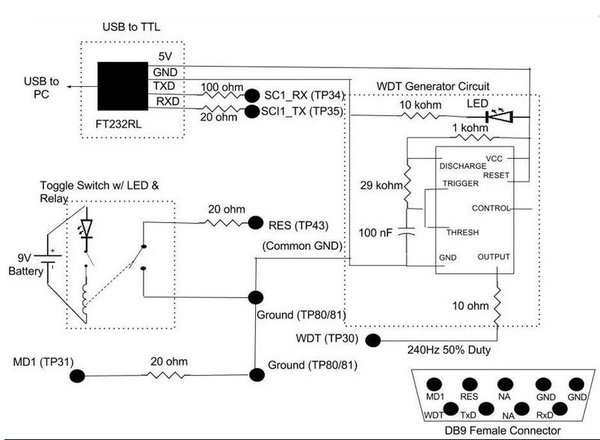 USB to TTL
5V
GND
TXD
RXD
USB to
PC
FT232RL
100 ohm
20 ohm
SC1_RX (TP34)
SCI1_TX (TP35)
WDT Generator Circuit
10 kohm
LED
1 kohm
29 kohm
100 nF
VCC
DISCHARGE
RESET
TRIGGER
CONTROL
THRESH
GND
OUTPUT
10 ohm
Toggle Switch w/ LED &
Relay
9V
Battery
+
-
20 ohm
RES (TP43)
(Common GND)
Ground (TP80/81)
WDT (TP30)
240Hz 50% Duty
MD1 (TP31)
20 ohm
Ground (TP80/81)
MD1 RES NA GND GND
WDT TxD NA RxD
DB9 Female Connector